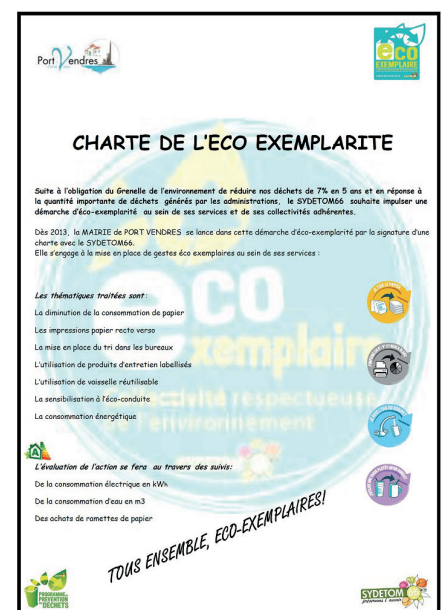 Port Vendres
éco
EXEMPLAIRE
CHARTE DE L'ECO EXEMPLARITE
Suite à l'obligation du Grenelle de l'environnement de réduire nos déchets de 7% en 5 ans et en réponse à
la quantité importante de déchets générés par les administrations, le SYDETOM66 souhaite impulser une
démarche d'éco-exemplarité au sein de ses services et de ses collectivités adhérentes.
Dès 2013, la MAIRIE de PORT VENDRES se lance dans cette démarche d'éco-exemplarité par la signature d'une
charte avec le SYDETOM66.
Elle s'engage à la mise en place de gestes éco exemplaires au sein de ses services :
Les thématiques traitées sont:
La diminution de la consommation de papier
Les impressions papier recto verso
La mise en place du tri dans les bureaux
L'utilisation de produits d'entretien labellisés
L'utilisation de vaisselle réutilisable
La sensibilisation à l'éco-conduite
La consommation énergétique
éco
exemplaire
respectueuse
de l'environnement
A
L'évaluation de l'action se fera au travers des suivis:
De la consommation électrique en kWh
De la consommation d'eau en m3
Des achats de ramettes de papier
TOUS ENSEMBLE, ECO-EXEMPLAIRES!
PROGRAMME
PRÉVENTION
DÉCHETS
SYDETOM 66